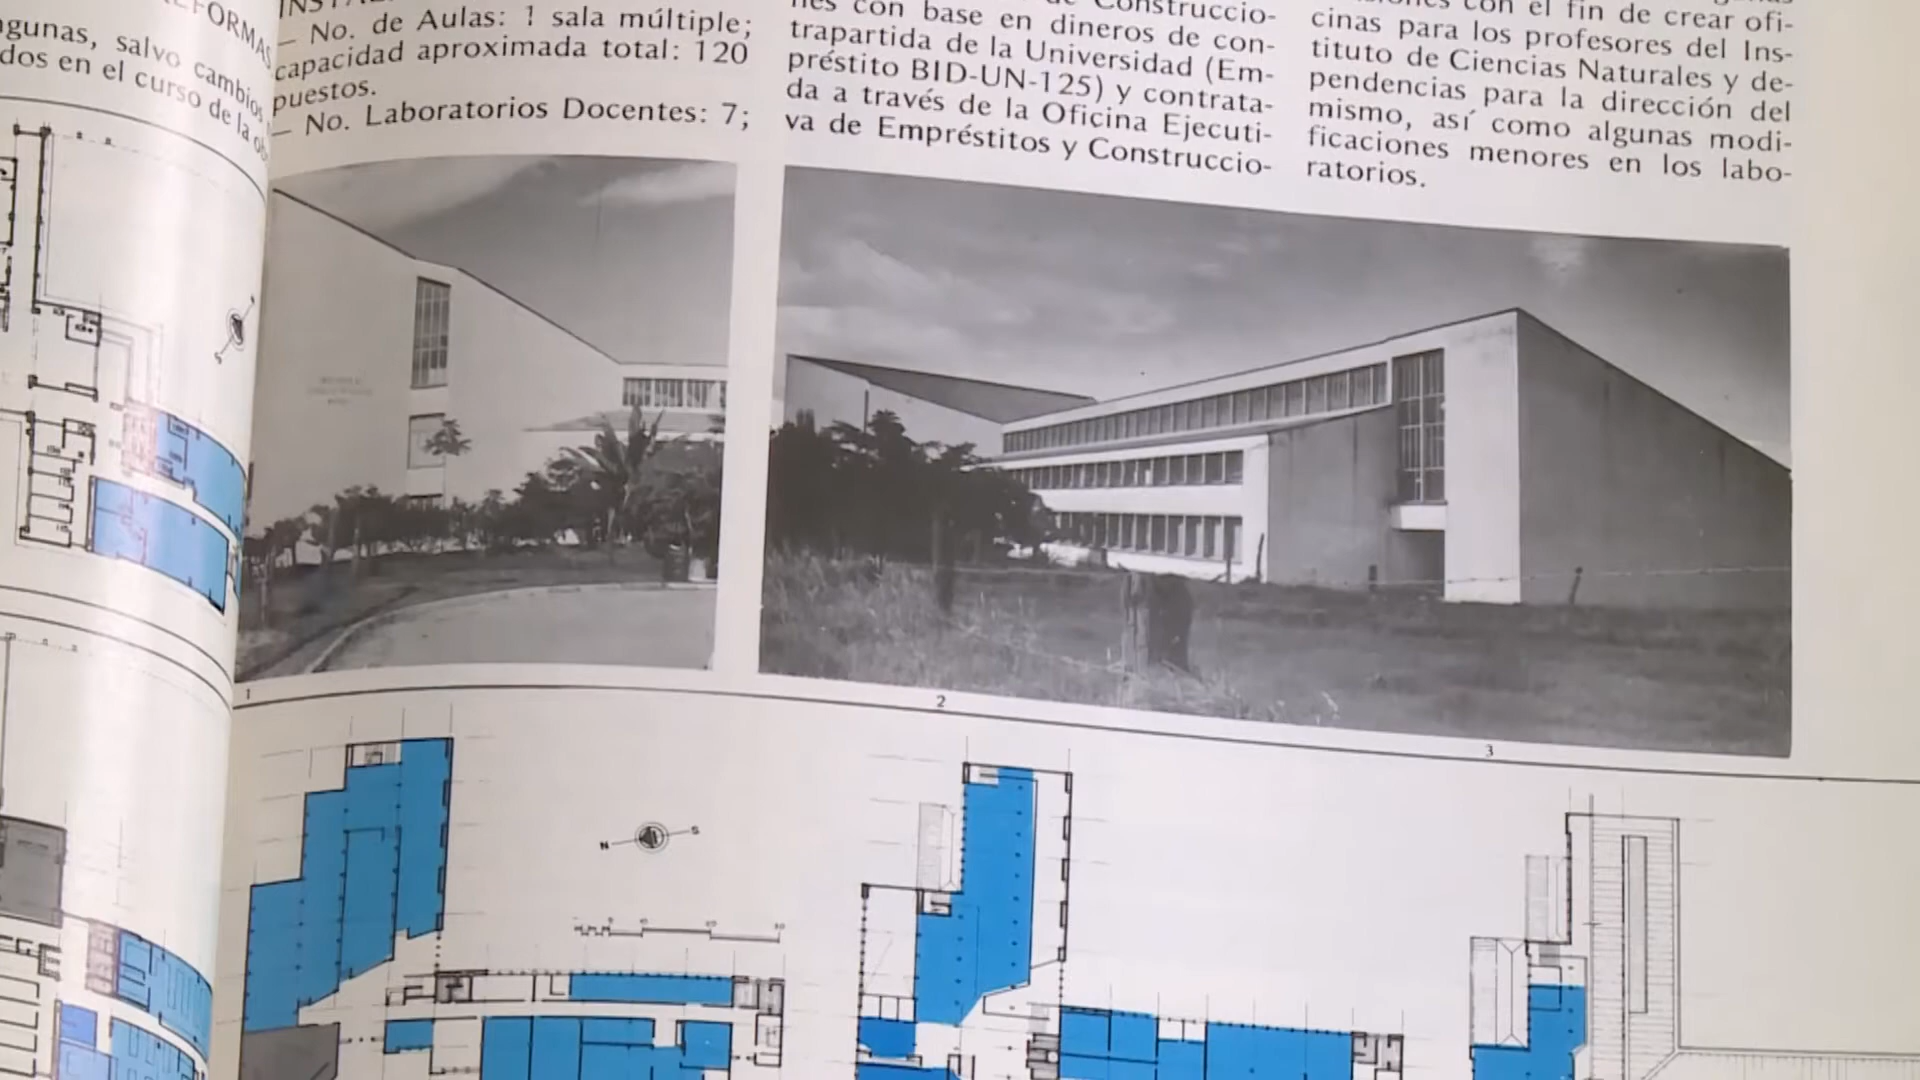 REFORMAS
lgunas, salvo cambios
dos en el curso de la ob
— No. de Aulas: 1 sala múltiple;
capacidad aproximada total: 120
puestos.
— No. Laboratorios Docentes: 7;
nes con base en dineros de con-
trapartida de la Universidad (Em-
préstito BID-UN-125) y contrata-
da a través de la Oficina Ejecuti-
va de Empréstitos y Construccio-
con el fin de crear ofi-
cinas para los profesores del Ins-
tituto de Ciencias Naturales y de-
pendencias para la dirección del
mismo, así como algunas modi-
ficaciones menores en los labo-
ratorios.
1
2
3
N S